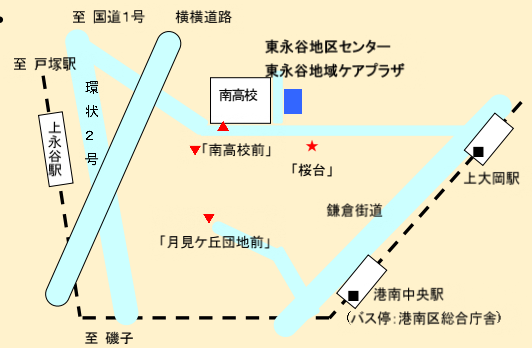 至 国道1号
横横道路
東永谷地区センター
東永谷地域ケアプラザ
至 戸塚駅
環状2号
南高校
上永谷駅
「南高校前」
「桜台」
上大岡駅
鎌倉街道
「月見ケ丘団地前」
港南中央駅
(バス停:港南区総合庁舎)
至 磯子